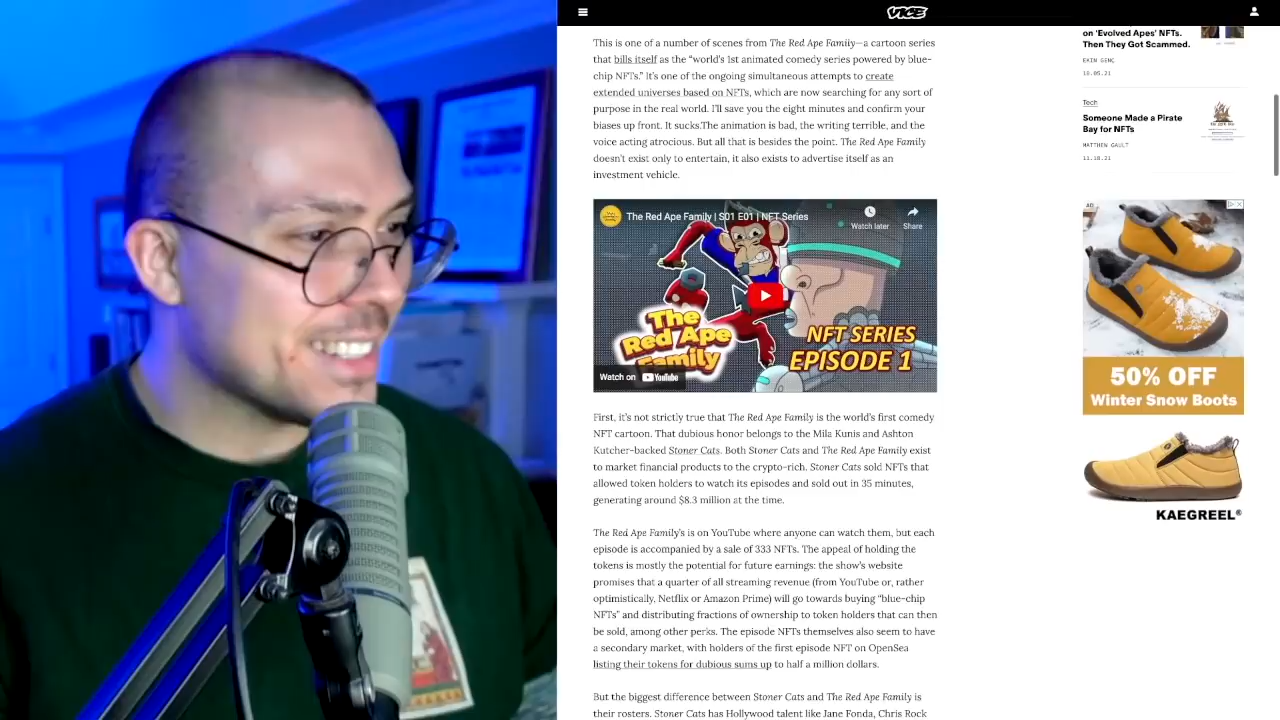 VICE
This is one of a number of scenes from The Red Ape Family—a cartoon series
that bills itself as the “world’s 1st animated comedy series powered by blue-
chip NFTs.” It’s one of the ongoing simultaneous attempts to create
extended universes based on NFTs, which are now searching for any sort of
purpose in the real world. I’ll save you the eight minutes and confirm your
biases up front. It sucks.The animation is bad, the writing terrible, and the
voice acting atrocious. But all that is besides the point. The Red Ape Family
doesn’t exist only to entertain, it also exists to advertise itself as an
investment vehicle.
The Red Ape Family | S01 E01 | NFT Series
Watch later
Share
The
Red Ape
Family
NFT SERIES
EPISODE 1
Watch on YouTube
First, it’s not strictly true that The Red Ape Family is the world’s first comedy
NFT cartoon. That dubious honor belongs to the Mila Kunis and Ashton
Kutcher-backed Stoner Cats. Both Stoner Cats and The Red Ape Family exist
to market financial products to the crypto-rich. Stoner Cats sold NFTs that
allowed token holders to watch its episodes and sold out in 35 minutes,
generating around $8.3 million at the time.
The Red Ape Family’s is on YouTube where anyone can watch them, but each
episode is accompanied by a sale of 333 NFTs. The appeal of holding the
tokens is mostly the potential for future earnings: the show’s website
promises that a quarter of all streaming revenue (from YouTube or, rather
optimistically, Netflix or Amazon Prime) will go towards buying “blue-chip
NFTs” and distributing fractions of ownership to token holders that can then
be sold, among other perks. The episode NFTs themselves also seem to have
a secondary market, with holders of the first episode NFT on OpenSea
listing their tokens for dubious sums up to half a million dollars.
But the biggest difference between Stoner Cats and The Red Ape Family is
their rosters. Stoner Cats has Hollywood talent like Jane Fonda, Chris Rock
on ‘Evolved Apes’ NFTs.
Then They Got Scammed.
EKIN GENÇ
10.05.21
Tech
Someone Made a Pirate
Bay for NFTs
MATTHEW GAULT
11.18.21
AD
50% OFF
Winter Snow Boots
KAEGREEL®